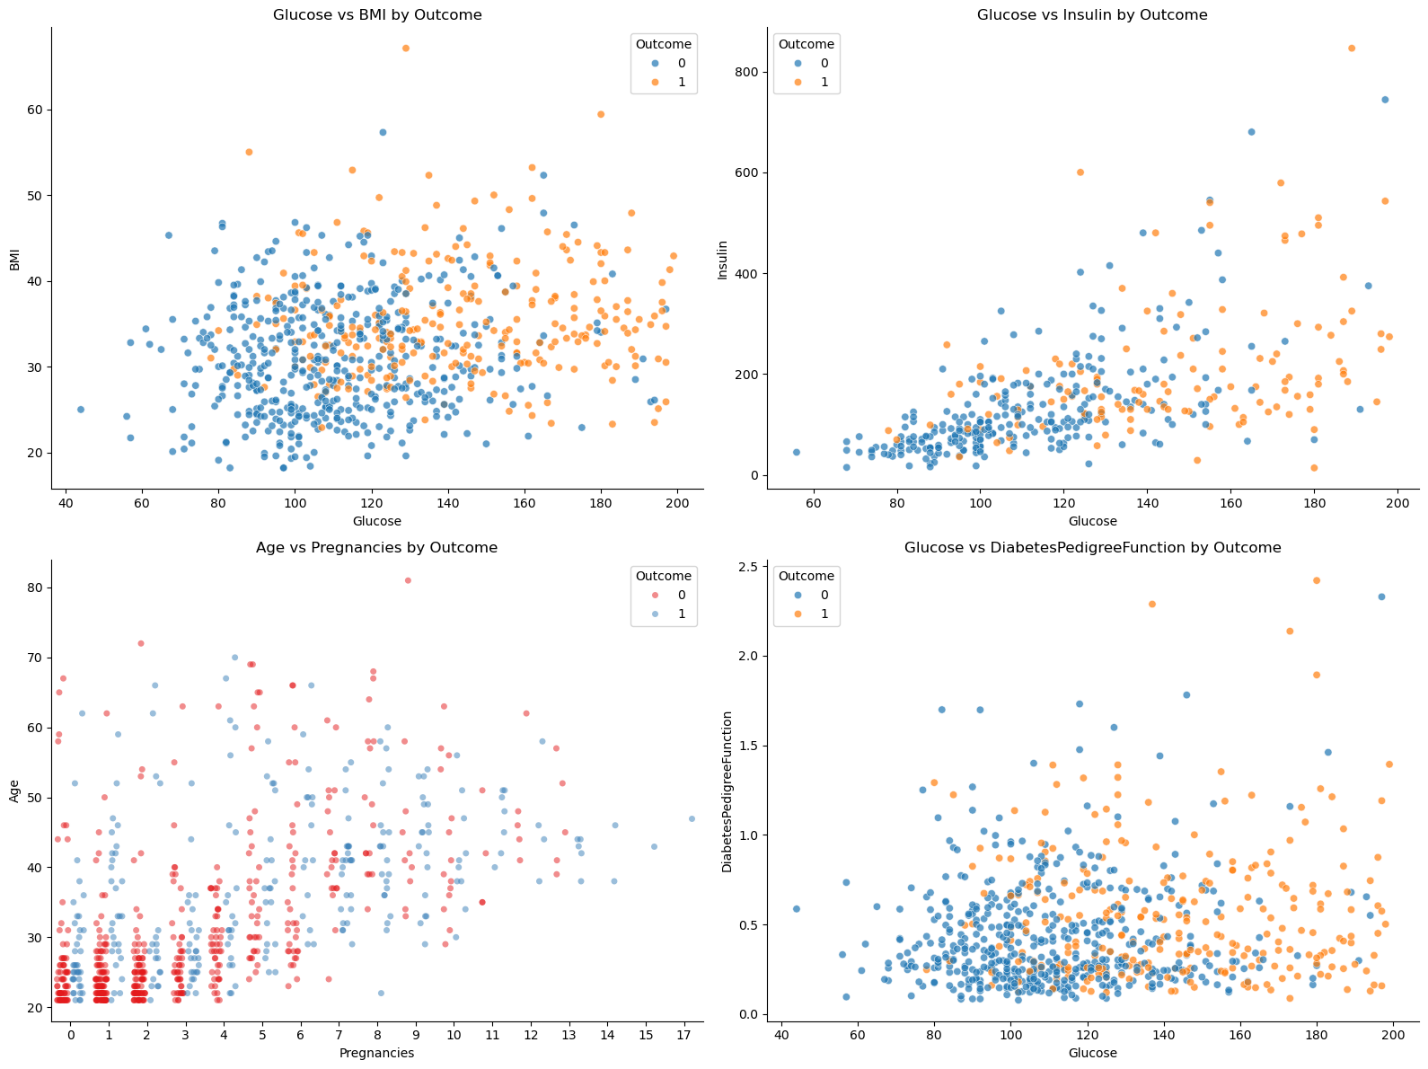 Glucose vs BMI by Outcome
Outcome
0
1
60
50
40
30
20
BMI
40 60 80 100 120 140 160 180 200
Glucose
Glucose vs Insulin by Outcome
Outcome
0
1
800
600
400
200
0
Insulin
60 80 100 120 140 160 180 200
Glucose
Age vs Pregnancies by Outcome
Outcome
0
1
80
70
60
50
40
30
20
Age
0 1 2 3 4 5 6 7 8 9 10 11 12 13 14 15 17
Pregnancies
Glucose vs DiabetesPedigreeFunction by Outcome
Outcome
0
1
2.5
2.0
1.5
1.0
0.5
0.0
DiabetesPedigreeFunction
40 60 80 100 120 140 160 180 200
Glucose